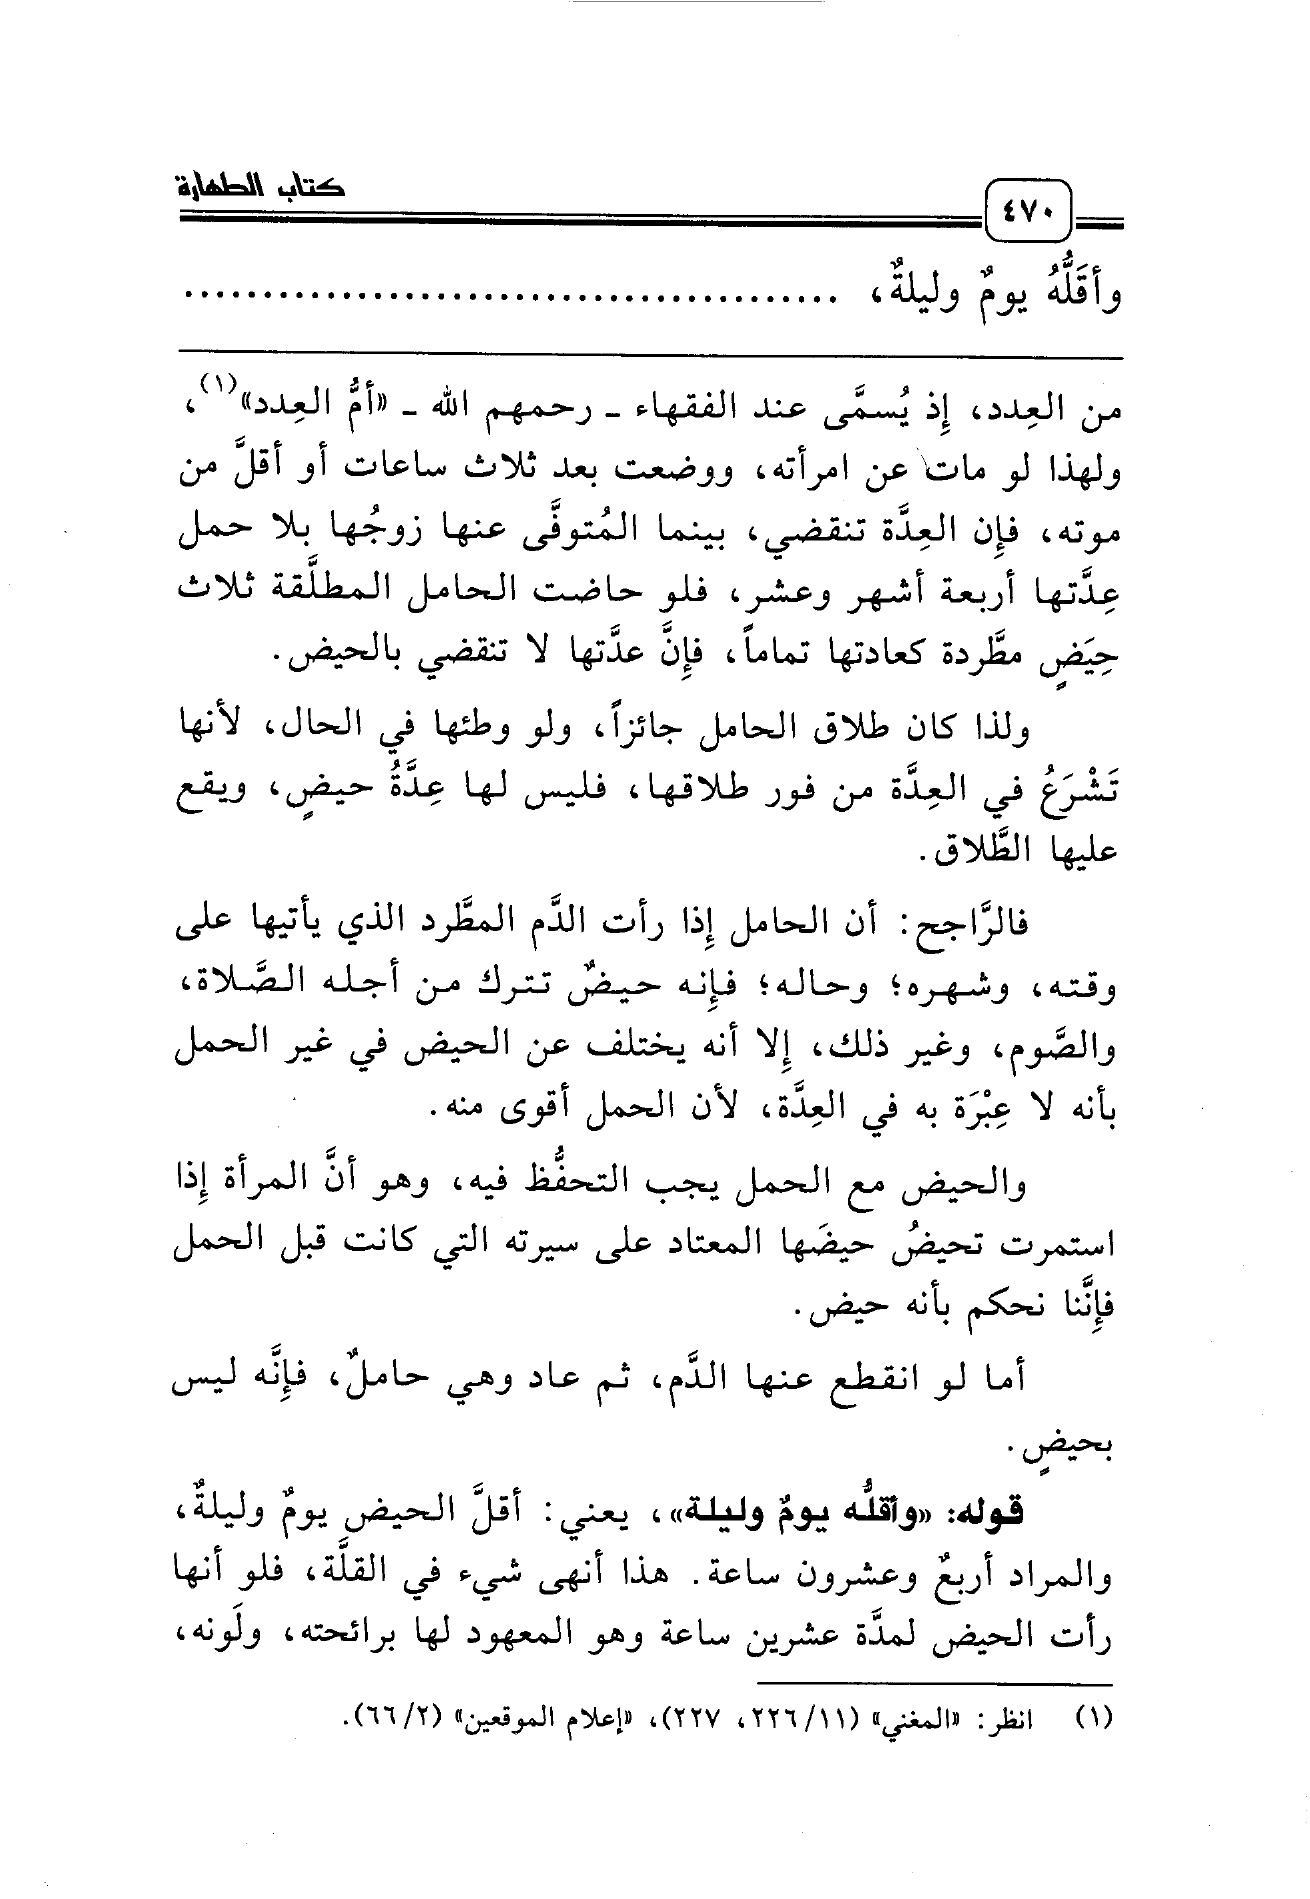 كتاب الطهارة
٤٧٠
وأقَلُّهُ يومٌ وليلةٌ، ..........................................
من العِدد، إِذ يُسمَّى عند الفقهاء ـ رحمهم الله ـ «أمُّ العِدد»(١)،
ولهذا لو مات عن امرأته، ووضعت بعد ثلاث ساعات أو أقلَّ من
موته، فإِن العِدَّة تنقضي، بينما المُتوفَّى عنها زوجُها بلا حمل
عِدَّتها أربعة أشهر وعشر، فلو حاضت الحامل المطلَّقة ثلاث
حِيَضٍ مطَّردة كعادتها تماماً، فإِنَّ عدَّتها لا تنقضي بالحيض.
ولذا كان طلاق الحامل جائزاً، ولو وطئها في الحال، لأنها
تَشْرَعُ في العِدَّة من فور طلاقها، فليس لها عِدَّةُ حيضٍ، ويقع
عليها الطَّلاق.
فالرَّاجح: أن الحامل إِذا رأت الدَّم المطَّرد الذي يأتيها على
وقته، وشهره؛ وحاله؛ فإِنه حيضٌ تترك من أجله الصَّلاة،
والصَّوم، وغير ذلك، إِلا أنه يختلف عن الحيض في غير الحمل
بأنه لا عِبْرَة به في العِدَّة، لأن الحمل أقوى منه.
والحيض مع الحمل يجب التحفُّظ فيه، وهو أنَّ المرأة إِذا
استمرت تحيضُ حيضَها المعتاد على سيرته التي كانت قبل الحمل
فإِنَّنا نحكم بأنه حيض.
أما لو انقطع عنها الدَّم، ثم عاد وهي حاملٌ، فإِنَّه ليس
بحيضٍ.
قوله: «وأقلُّه يومٌ وليلة»، يعني: أقلَّ الحيض يومٌ وليلةٌ،
والمراد أربعٌ وعشرون ساعة. هذا أنهى شيء في القلَّة، فلو أنها
رأت الحيض لمدَّة عشرين ساعة وهو المعهود لها برائحته، ولَونه،
(١) انظر: «المغني» (٢٢٦/١١، ٢٢٧)، «إعلام الموقعين» (٦٦/٢).